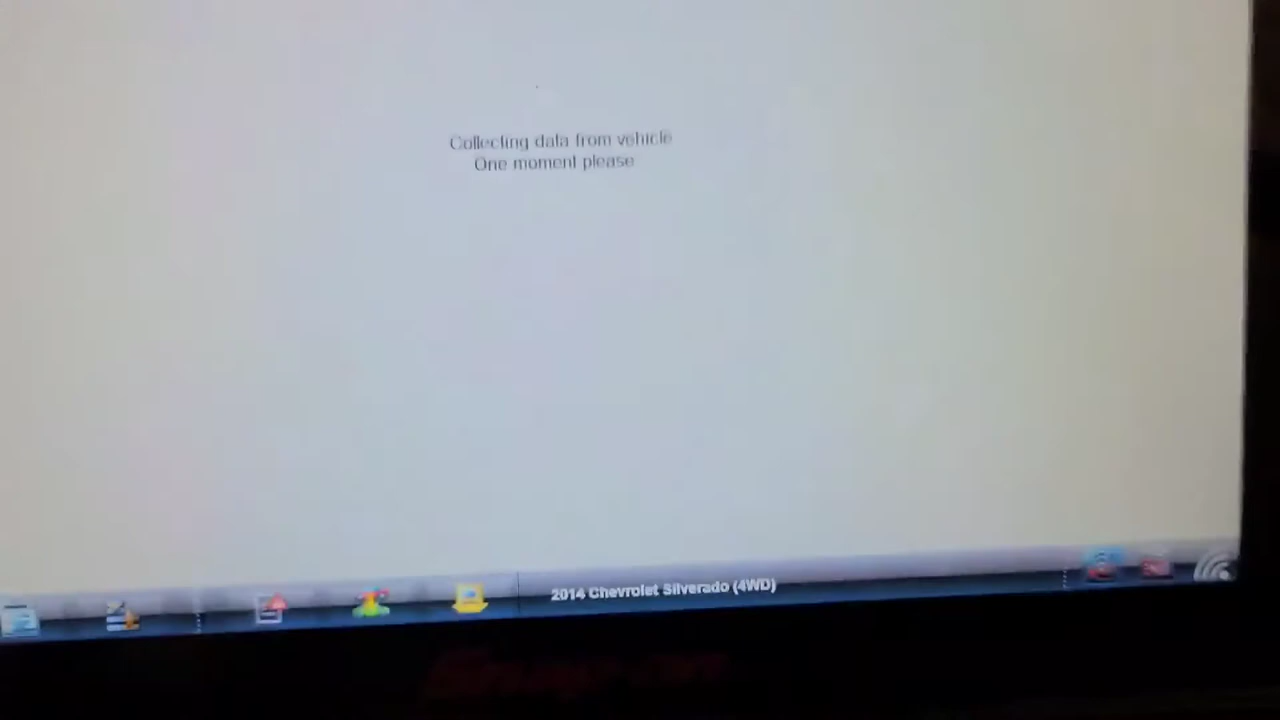 Collecting data from vehicle
One moment please
2014 Chevrolet Silverado (4WD)